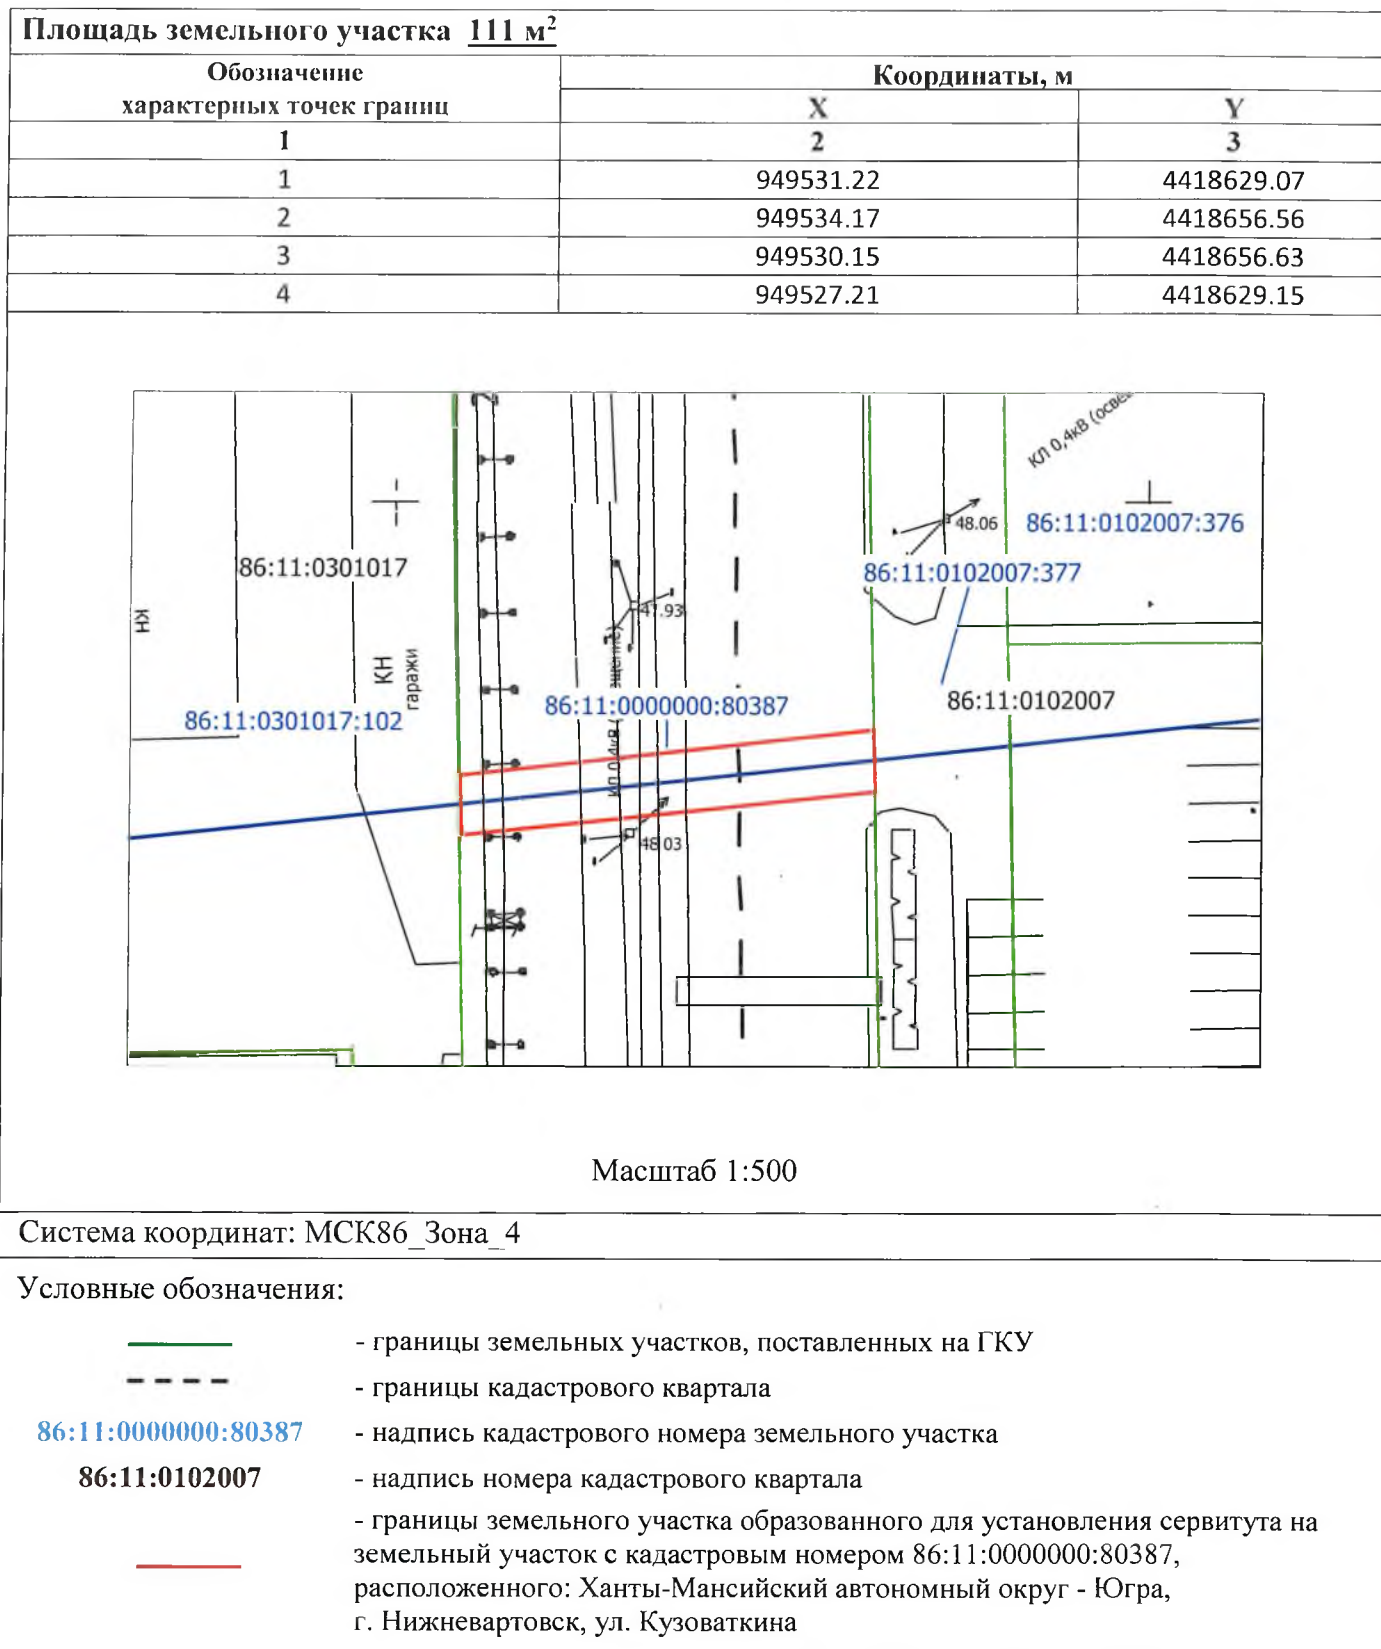 Площадь земельного участка 111 м²
Обозначение
характерных точек границ
Координаты, м
X Y
1 2 3
1 949531.22 4418629.07
2 949534.17 4418656.56
3 949530.15 4418656.63
4 949527.21 4418629.15
КЛ 0,4кВ
48.06
86:11:0102007:376
86:11:0301017
86:11:0102007:377
47.93
КН
КН
гаражи
86:11:0000000:80387
86:11:0102007
86:11:0301017:102
КЛ 0,4кВ
48.03
Масштаб 1:500
Система координат: МСК86_Зона_4
Условные обозначения:
- границы земельных участков, поставленных на ГКУ
- границы кадастрового квартала
86:11:0000000:80387 - надпись кадастрового номера земельного участка
86:11:0102007 - надпись номера кадастрового квартала
- границы земельного участка образованного для установления сервитута на
земельный участок с кадастровым номером 86:11:0000000:80387,
расположенного: Ханты-Мансийский автономный округ - Югра,
г. Нижневартовск, ул. Кузоваткина